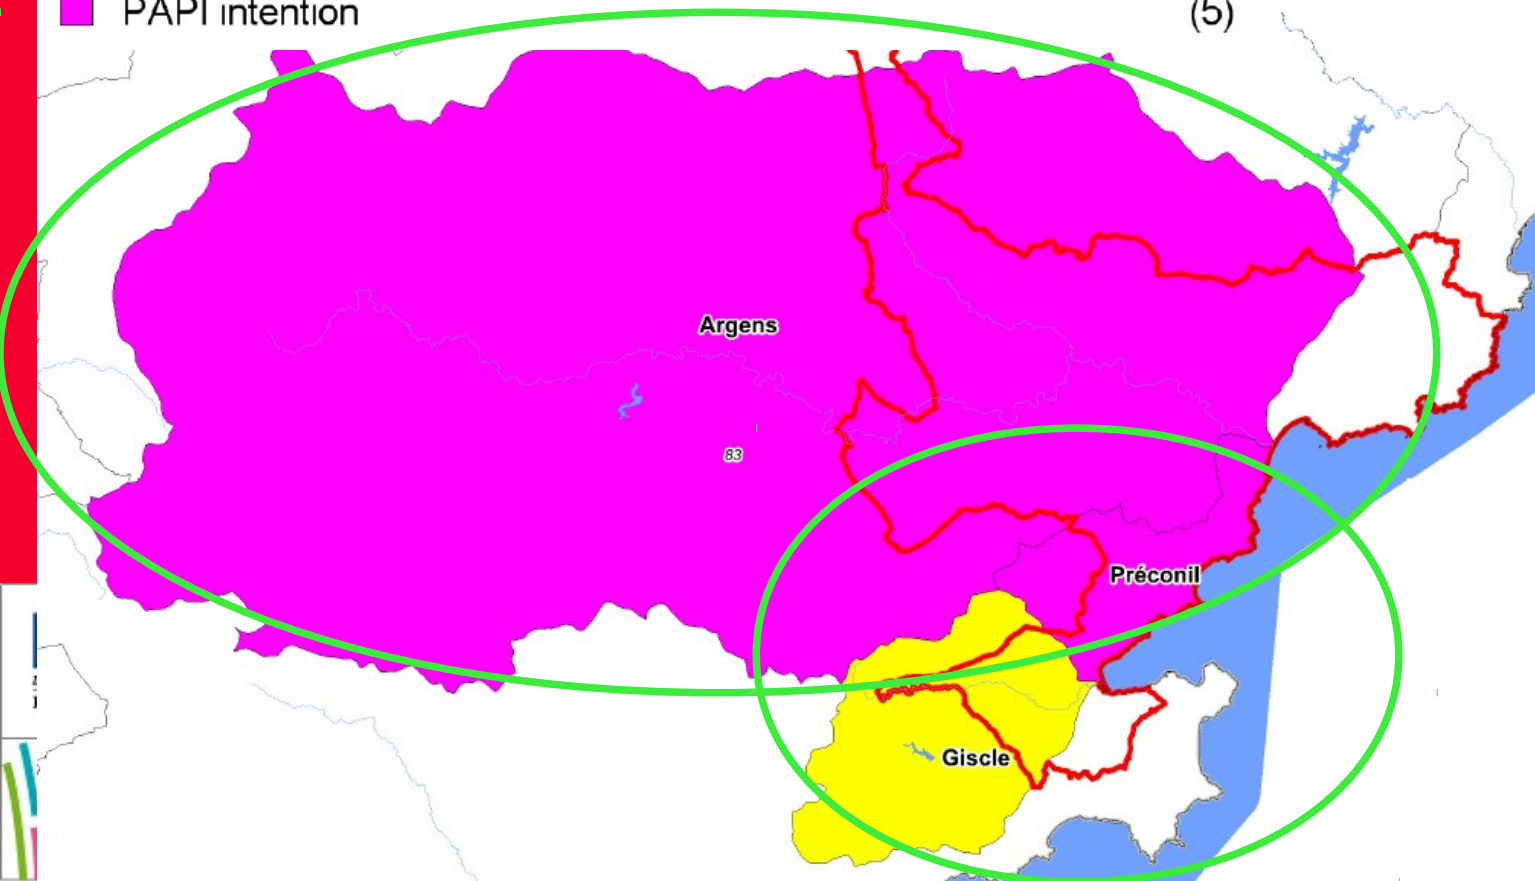 PAPI intention
(5)
Argens
83
Préconil
Giscle